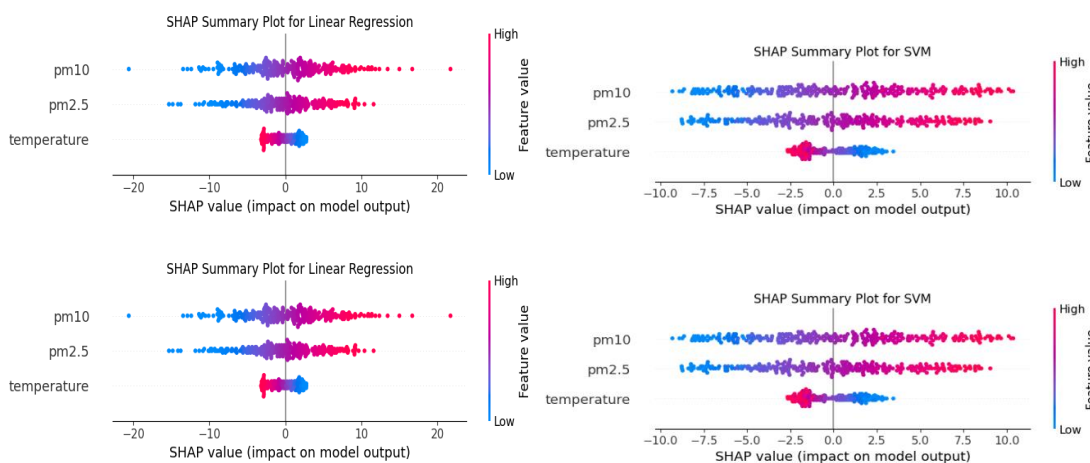 SHAP Summary Plot for Linear Regression
High
pm10
pm2.5
temperature
Feature value
Low
−20 −10 0 10 20
SHAP value (impact on model output)
SHAP Summary Plot for SVM
High
pm10
pm2.5
temperature
Feature value
Low
−10.0 −7.5 −5.0 −2.5 0.0 2.5 5.0 7.5 10.0
SHAP value (impact on model output)
SHAP Summary Plot for Linear Regression
High
pm10
pm2.5
temperature
Feature value
Low
−20 −10 0 10 20
SHAP value (impact on model output)
SHAP Summary Plot for SVM
High
pm10
pm2.5
temperature
Feature value
Low
−10.0 −7.5 −5.0 −2.5 0.0 2.5 5.0 7.5 10.0
SHAP value (impact on model output)